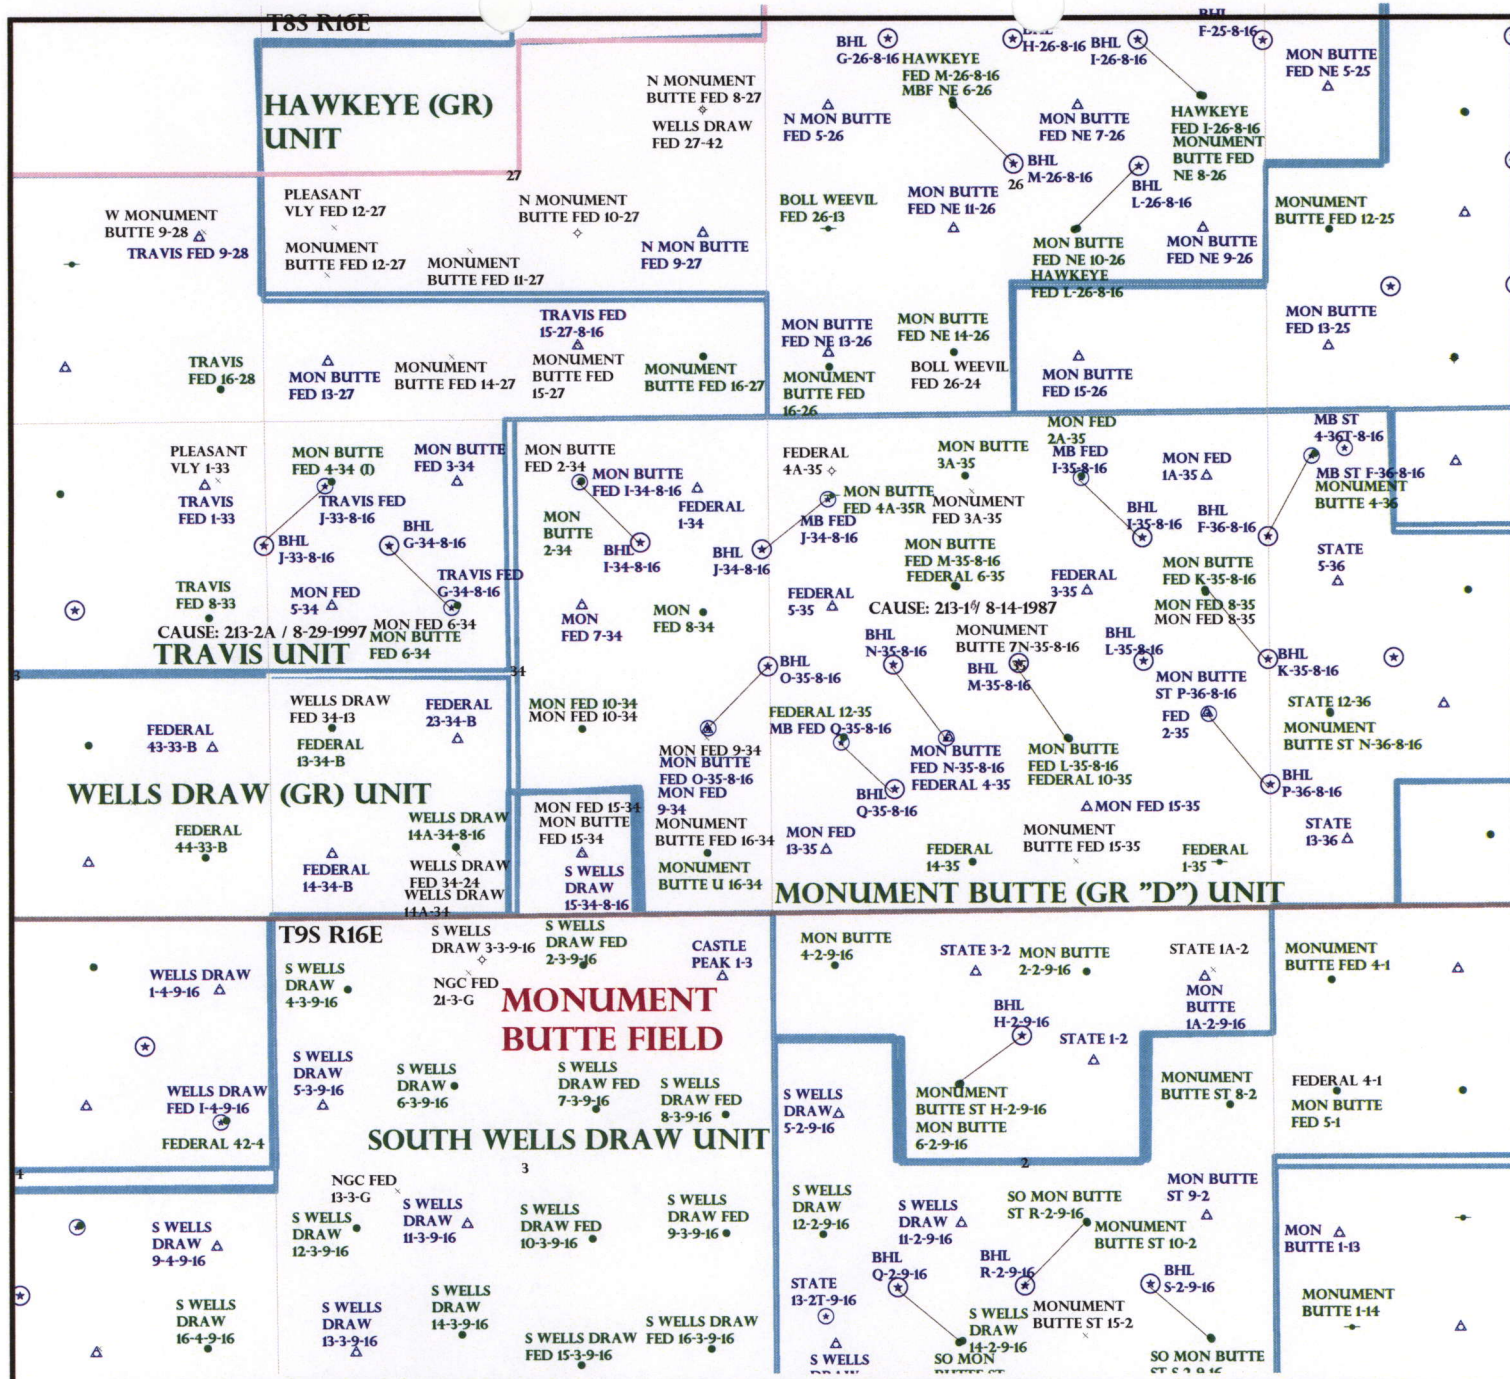 T8S R16E
HAWKEYE (GR)
UNIT
N MONUMENT
BUTTE FED 8-27
WELLS DRAW
FED 27-42
27
BHL
G-26-8-16
HAWKEYE
FED M-26-8-16
MBF NE 6-26
H-26-8-16
BHL
I-26-8-16
BHL
F-25-8-16
MON BUTTE
FED NE 5-25
N MON BUTTE
FED 5-26
MON BUTTE
FED NE 7-26
HAWKEYE
FED I-26-8-16
MONUMENT
BUTTE FED
NE 8-26
BHL
M-26-8-16
26
BHL
L-26-8-16
W MONUMENT
BUTTE 9-28
TRAVIS FED 9-28
PLEASANT
VLY FED 12-27
MONUMENT
BUTTE FED 12-27
MONUMENT
BUTTE FED 11-27
N MONUMENT
BUTTE FED 10-27
N MON BUTTE
FED 9-27
BOLL WEEVIL
FED 26-13
MON BUTTE
FED NE 11-26
MON BUTTE
FED NE 10-26
HAWKEYE
FED L-26-8-16
MON BUTTE
FED NE 9-26
MONUMENT
BUTTE FED 12-25
TRAVIS
FED 16-28
MON BUTTE
FED 13-27
MONUMENT
BUTTE FED 14-27
TRAVIS FED
15-27-8-16
MONUMENT
BUTTE FED
15-27
MONUMENT
BUTTE FED 16-27
MON BUTTE
FED NE 13-26
MONUMENT
BUTTE FED
16-26
MON BUTTE
FED NE 14-26
BOLL WEEVIL
FED 26-24
MON BUTTE
FED 15-26
MON BUTTE
FED 13-25
PLEASANT
VLY 1-33
TRAVIS
FED 1-33
MON BUTTE
FED 4-34 (I)
TRAVIS FED
J-33-8-16
BHL
J-33-8-16
MON BUTTE
FED 3-34
BHL
G-34-8-16
TRAVIS FED
G-34-8-16
MON BUTTE
FED 2-34
MON BUTTE
FED I-34-8-16
MON
BUTTE
2-34
BHL
I-34-8-16
FEDERAL
1-34
BHL
J-34-8-16
FEDERAL
4A-35
MON BUTTE
FED 4A-35R
MB FED
J-34-8-16
MON BUTTE
3A-35
MONUMENT
FED 3A-35
MON FED
2A-35
MB FED
I-35-8-16
BHL
I-35-8-16
MON FED
1A-35
BHL
F-36-8-16
MB ST
4-36T-8-16
MB ST F-36-8-16
MONUMENT
BUTTE 4-36
TRAVIS
FED 8-33
MON FED
5-34
MON FED 6-34
MON BUTTE
FED 6-34
CAUSE: 213-2A / 8-29-1997
TRAVIS UNIT
MON
FED 7-34
MON
FED 8-34
FEDERAL
5-35
MON BUTTE
FED M-35-8-16
FEDERAL 6-35
FEDERAL
3-35
MON BUTTE
FED K-35-8-16
MON FED 8-35
MON FED 8-35
STATE
5-36
CAUSE: 213-1 / 8-14-1987
MONUMENT
BUTTE 7N-35-8-16
BHL
O-35-8-16
BHL
N-35-8-16
BHL
M-35-8-16
35
BHL
L-35-8-16
BHL
K-35-8-16
34
WELLS DRAW
FED 34-13
FEDERAL
13-34-B
FEDERAL
43-33-B
FEDERAL
23-34-B
WELLS DRAW (GR) UNIT
FEDERAL
44-33-B
FEDERAL
14-34-B
WELLS DRAW
14A-34-8-16
WELLS DRAW
FED 34-24
WELLS DRAW
14A-34
MON FED 10-34
MON FED 10-34
MON FED 9-34
MON BUTTE
FED O-35-8-16
MON FED
9-34
FEDERAL 12-35
MB FED Q-35-8-16
BHL
Q-35-8-16
MON BUTTE
FED N-35-8-16
FEDERAL 4-35
MON BUTTE
FED L-35-8-16
FEDERAL 10-35
MON BUTTE
ST P-36-8-16
FED
2-35
BHL
P-36-8-16
STATE 12-36
MONUMENT
BUTTE ST N-36-8-16
MON FED 15-34
MON BUTTE
FED 15-34
S WELLS
DRAW
15-34-8-16
MONUMENT
BUTTE FED 16-34
MONUMENT
BUTTE U 16-34
MON FED
13-35
FEDERAL
14-35
MON FED 15-35
MONUMENT
BUTTE FED 15-35
FEDERAL
1-35
STATE
13-36
MONUMENT BUTTE (GR "D") UNIT
T9S R16E
WELLS DRAW
1-4-9-16
S WELLS
DRAW
4-3-9-16
S WELLS
DRAW 3-3-9-16
NGC FED
21-3-G
S WELLS
DRAW FED
2-3-9-16
CASTLE
PEAK 1-3
MONUMENT
BUTTE FIELD
MON BUTTE
4-2-9-16
STATE 3-2
MON BUTTE
2-2-9-16
STATE 1A-2
MON
BUTTE
1A-2-9-16
MONUMENT
BUTTE FED 4-1
BHL
H-2-9-16
STATE 1-2
WELLS DRAW
FED I-4-9-16
FEDERAL 42-4
S WELLS
DRAW
5-3-9-16
S WELLS
DRAW
6-3-9-16
S WELLS
DRAW FED
7-3-9-16
S WELLS
DRAW FED
8-3-9-16
S WELLS
DRAW
5-2-9-16
MONUMENT
BUTTE ST H-2-9-16
MON BUTTE
6-2-9-16
MONUMENT
BUTTE ST 8-2
FEDERAL 4-1
MON BUTTE
FED 5-1
SOUTH WELLS DRAW UNIT
4
3
2
NGC FED
13-3-G
S WELLS
DRAW
9-4-9-16
S WELLS
DRAW
12-3-9-16
S WELLS
DRAW
11-3-9-16
S WELLS
DRAW FED
10-3-9-16
S WELLS
DRAW FED
9-3-9-16
S WELLS
DRAW
12-2-9-16
S WELLS
DRAW
11-2-9-16
SO MON BUTTE
ST R-2-9-16
MONUMENT
BUTTE ST 10-2
MON BUTTE
ST 9-2
MON
BUTTE 1-13
BHL
Q-2-9-16
BHL
R-2-9-16
BHL
S-2-9-16
S WELLS
DRAW
16-4-9-16
S WELLS
DRAW
13-3-9-16
S WELLS
DRAW
14-3-9-16
S WELLS DRAW
FED 15-3-9-16
S WELLS DRAW
FED 16-3-9-16
STATE
13-2T-9-16
S WELLS
DRAW
S WELLS
DRAW
14-2-9-16
SO MON
BUTTE ST
MONUMENT
BUTTE ST 15-2
SO MON BUTTE
ST S-2-9-16
MONUMENT
BUTTE 1-14